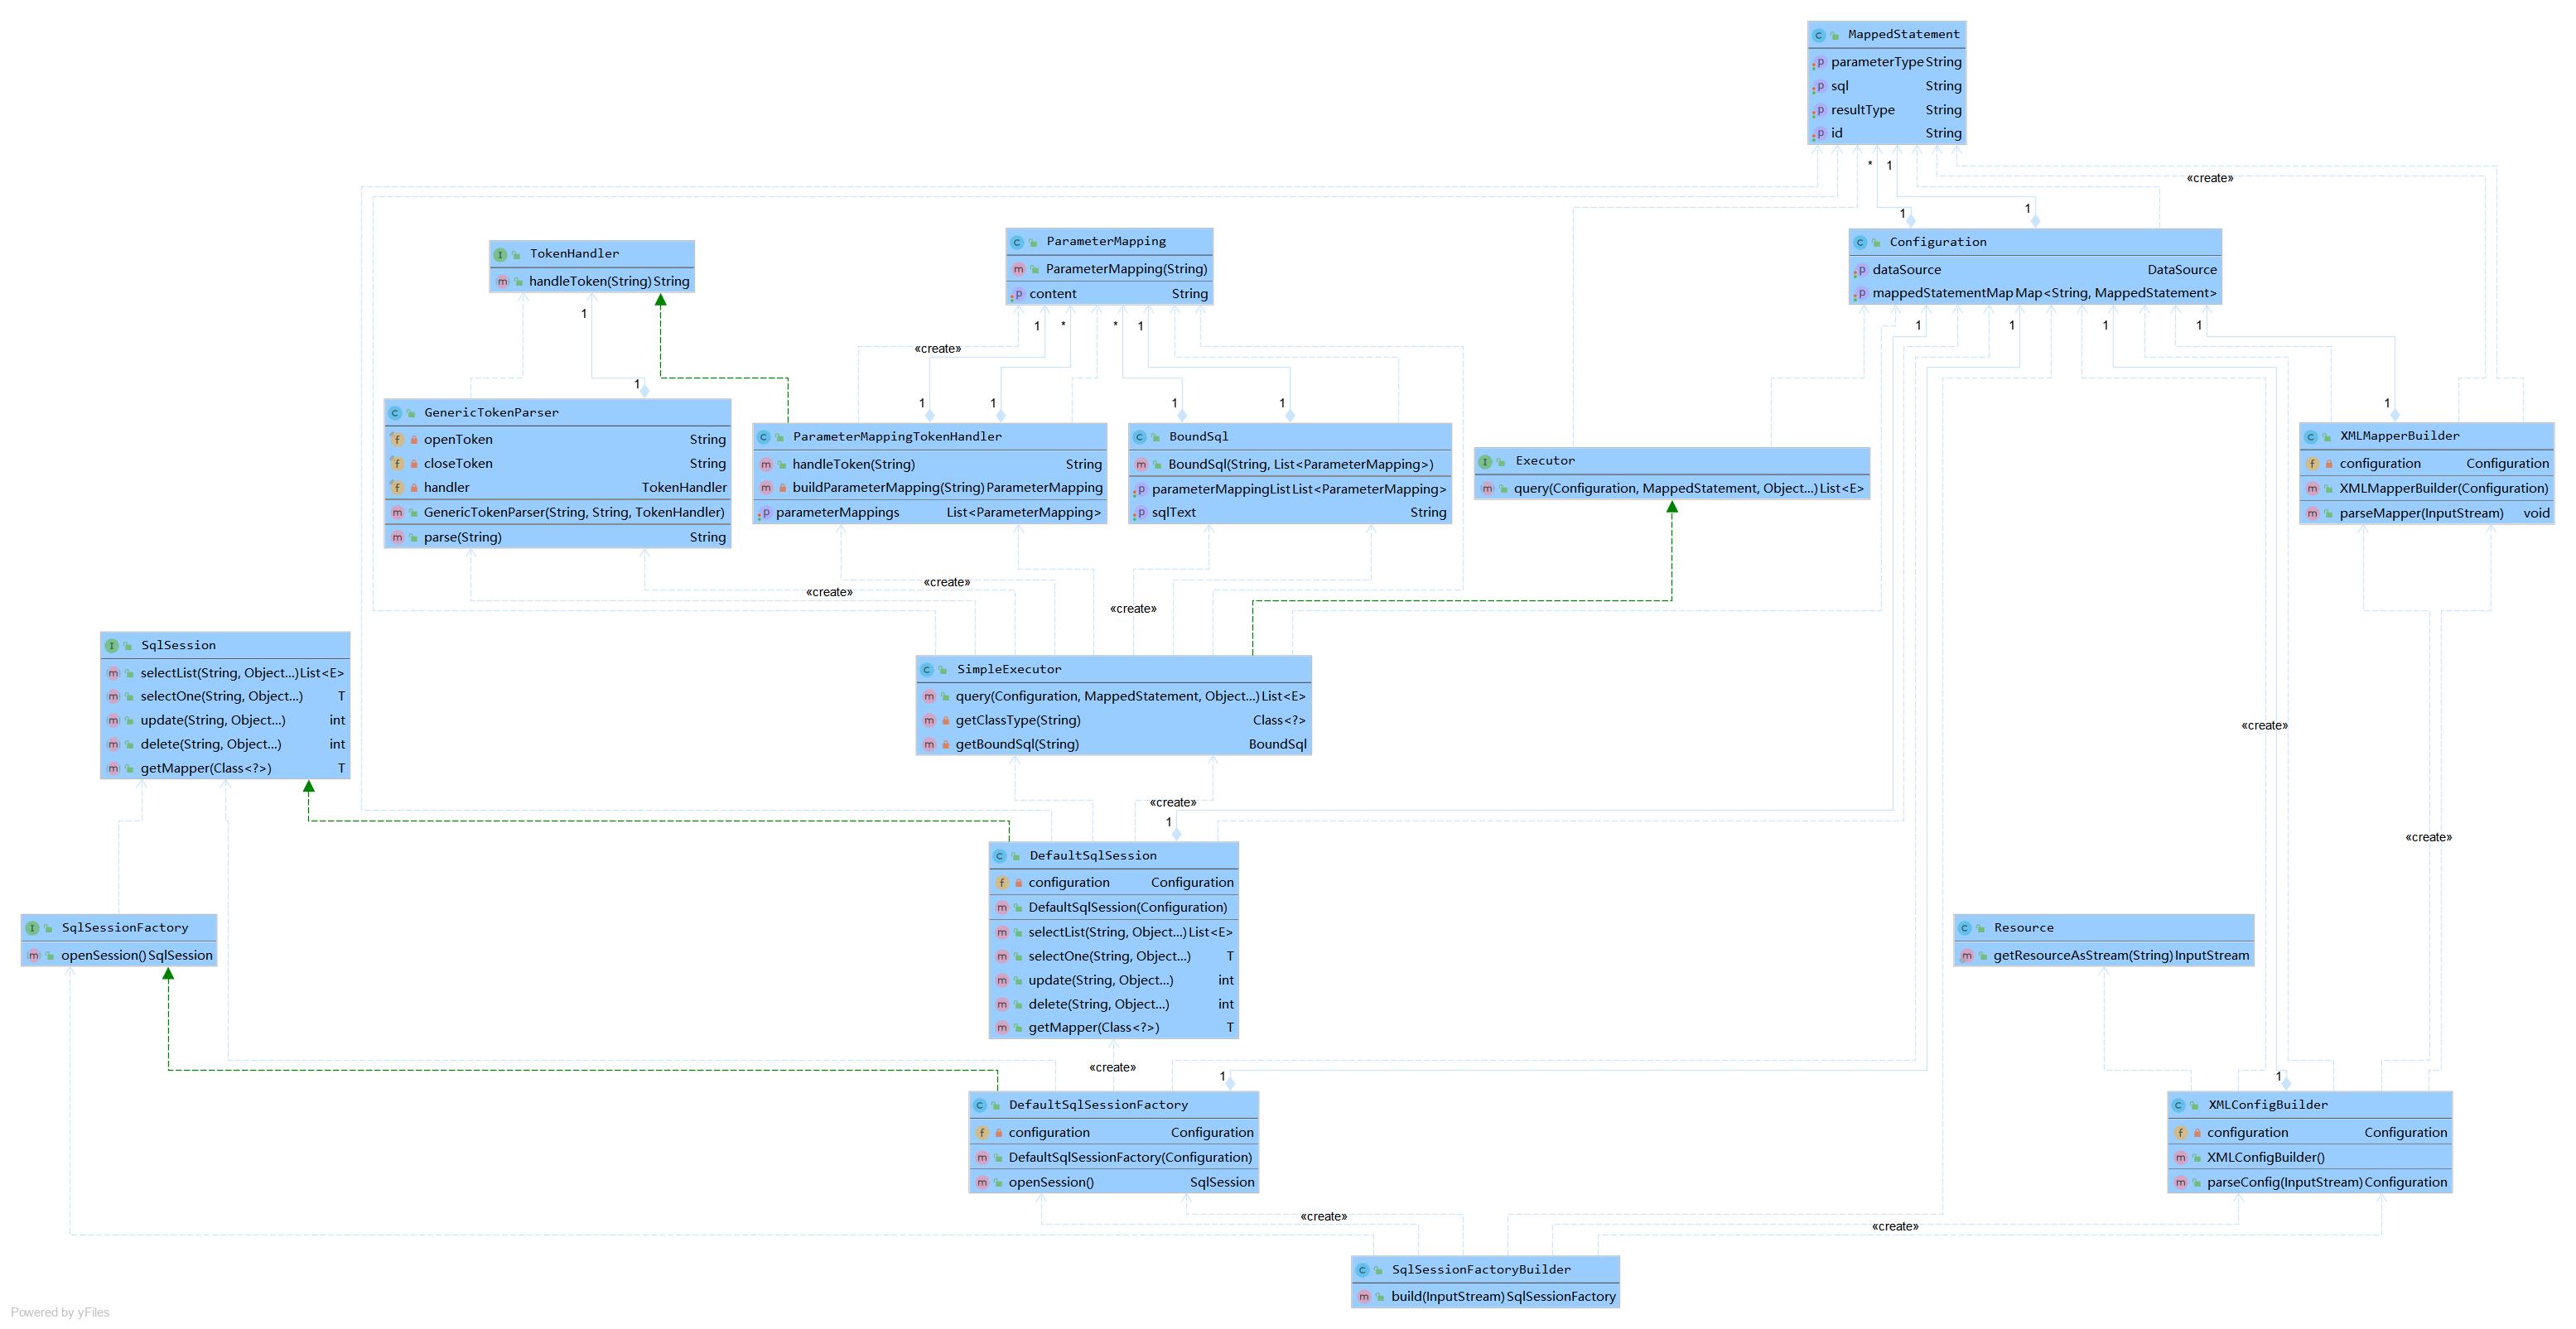 MappedStatement
parameterType String
sql String
resultType String
id String
* 1
«create»
1 1
Configuration
dataSource DataSource
mappedStatementMap Map<String, MappedStatement>
TokenHandler
handleToken(String) String
ParameterMapping
ParameterMapping(String)
content String
1 1 * * 1 1 1 1 1
«create»
1 1 1 1 1 1
GenericTokenParser
openToken String
closeToken String
handler TokenHandler
GenericTokenParser(String, String, TokenHandler)
parse(String) String
ParameterMappingTokenHandler
handleToken(String) String
buildParameterMapping(String) ParameterMapping
parameterMappings List<ParameterMapping>
BoundSql
BoundSql(String, List<ParameterMapping>)
parameterMappingList List<ParameterMapping>
sqlText String
Executor
query(Configuration, MappedStatement, Object...) List<E>
XMLMapperBuilder
configuration Configuration
XMLMapperBuilder(Configuration)
parseMapper(InputStream) void
«create»
«create»
«create»
SqlSession
selectList(String, Object...) List<E>
selectOne(String, Object...) T
update(String, Object...) int
delete(String, Object...) int
getMapper(Class<?>) T
SimpleExecutor
query(Configuration, MappedStatement, Object...) List<E>
getClassType(String) Class<?>
getBoundSql(String) BoundSql
«create»
«create»
1
«create»
DefaultSqlSession
configuration Configuration
DefaultSqlSession(Configuration)
selectList(String, Object...) List<E>
selectOne(String, Object...) T
update(String, Object...) int
delete(String, Object...) int
getMapper(Class<?>) T
SqlSessionFactory
openSession() SqlSession
Resource
getResourceAsStream(String) InputStream
«create»
1 1
DefaultSqlSessionFactory
configuration Configuration
DefaultSqlSessionFactory(Configuration)
openSession() SqlSession
XMLConfigBuilder
configuration Configuration
XMLConfigBuilder()
parseConfig(InputStream) Configuration
«create»
«create»
SqlSessionFactoryBuilder
build(InputStream) SqlSessionFactory
Powered by yFiles